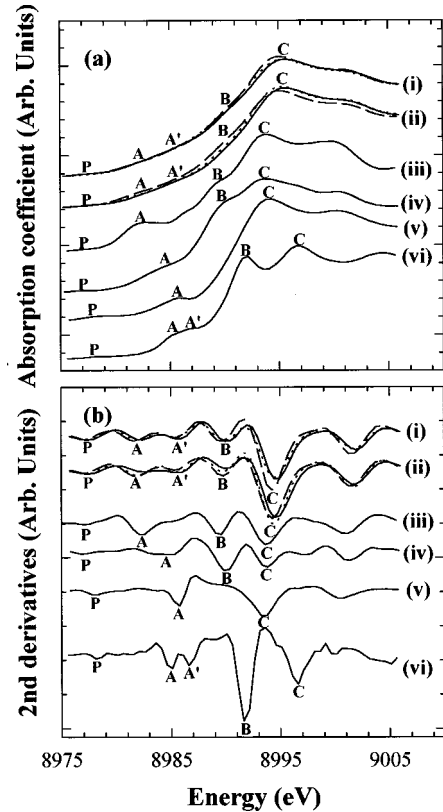 Absorption coefficient (Arb. Units)
(a)
C
B
A'
A
P
(i)
C
B
A'
A
P
(ii)
C
B
A
P
(iii)
C
B
A
P
(iv)
C
A
P
(v)
C
B
A'
A
P
(vi)
2nd derivatives (Arb. Units)
(b)
P
A
A'
B
C
(i)
P
A
A'
B
C
(ii)
P
A
B
C
(iii)
P
A
B
C
(iv)
P
A
C
(v)
P
A
A'
B
C
(vi)
8975 8985 8995 9005
Energy (eV)